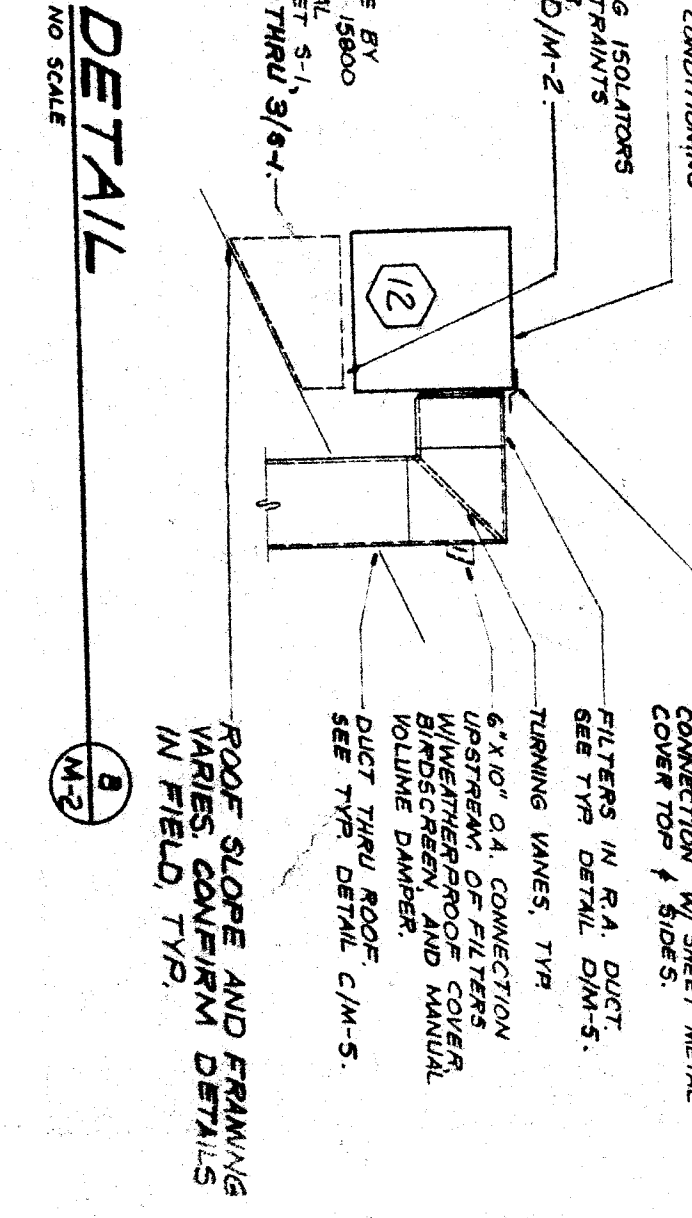 CONDITIONING
G ISOLATORS
TRAINTS
D/M-2.
E BY
15800
ET S-1,
THRU 3/S-1.
12
CONNECTION W/ SHEET METAL
COVER TOP & SIDES.
FILTERS IN R.A. DUCT.
SEE TYP. DETAIL D/M-5.
TURNING VANES, TYP.
6" X 10" O.A. CONNECTION
UPSTREAM OF FILTERS
W/WEATHERPROOF COVER,
BIRDSCREEN, AND MANUAL
VOLUME DAMPER.
DUCT THRU ROOF.
SEE TYP. DETAIL C/M-5.
ROOF SLOPE AND FRAMING
VARIES. CONFIRM DETAILS
IN FIELD, TYP.
DETAIL
NO SCALE
B
M-2